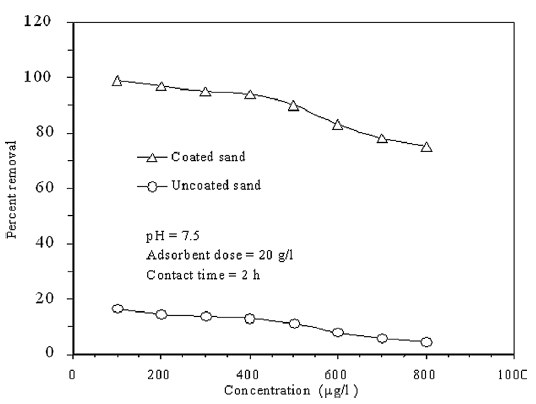 120
100
80
60
40
20
0
Percent removal
Coated sand
Uncoated sand
pH = 7.5
Adsorbent dose = 20 g/l
Contact time = 2 h
0 200 400 600 800 1000
Concentration (μg/l )